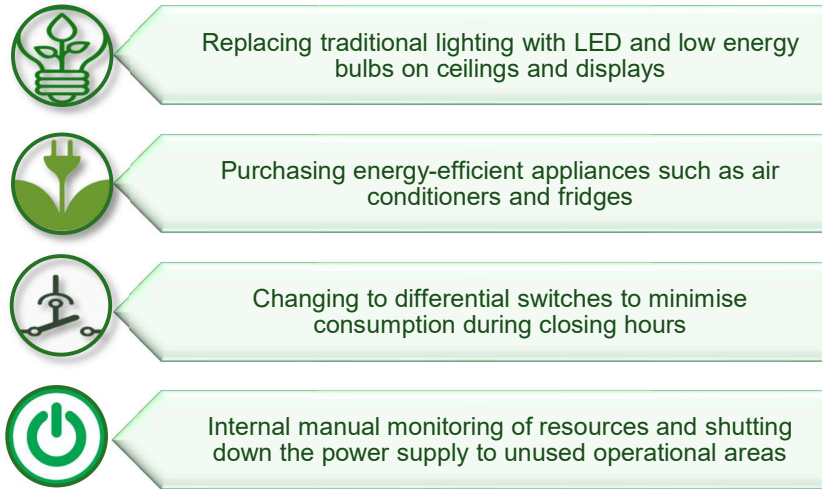 Replacing traditional lighting with LED and low energy
bulbs on ceilings and displays
Purchasing energy-efficient appliances such as air
conditioners and fridges
Changing to differential switches to minimise
consumption during closing hours
Internal manual monitoring of resources and shutting
down the power supply to unused operational areas